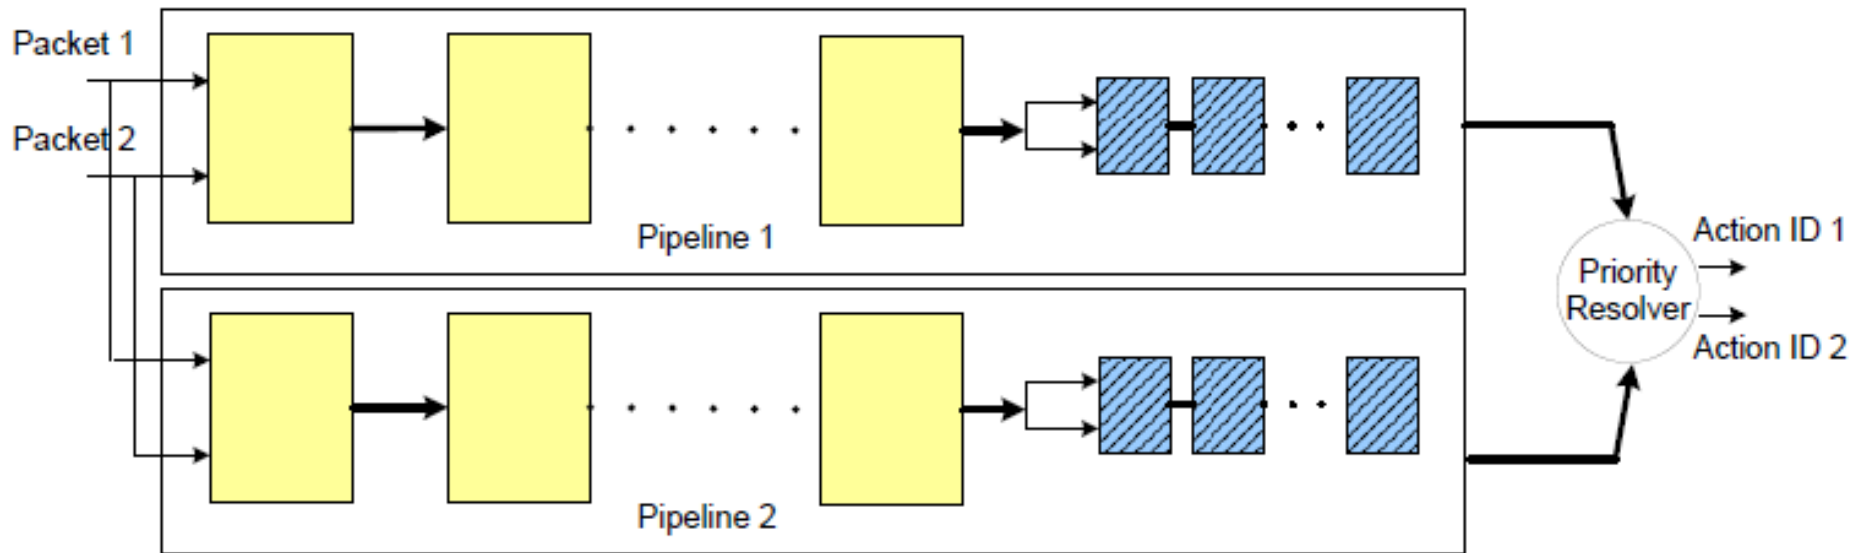 Packet 1
Packet 2
Pipeline 1
Action ID 1
Priority
Resolver
Action ID 2
Pipeline 2